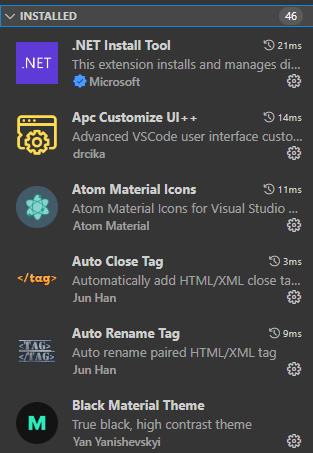 INSTALLED 46
.NET Install Tool 21ms
.NET
This extension installs and manages di...
Microsoft
Apc Customize UI++ 14ms
Advanced VSCode user interface custo...
drcika
Atom Material Icons 11ms
Atom Material Icons for Visual Studio ...
Atom Material
Auto Close Tag 3ms
</tag>
Automatically add HTML/XML close ta...
Jun Han
Auto Rename Tag 9ms
<TAG>
</TAG>
Auto rename paired HTML/XML tag
Jun Han
Black Material Theme
M
True black, high contrast theme
Yan Yanishevskyi